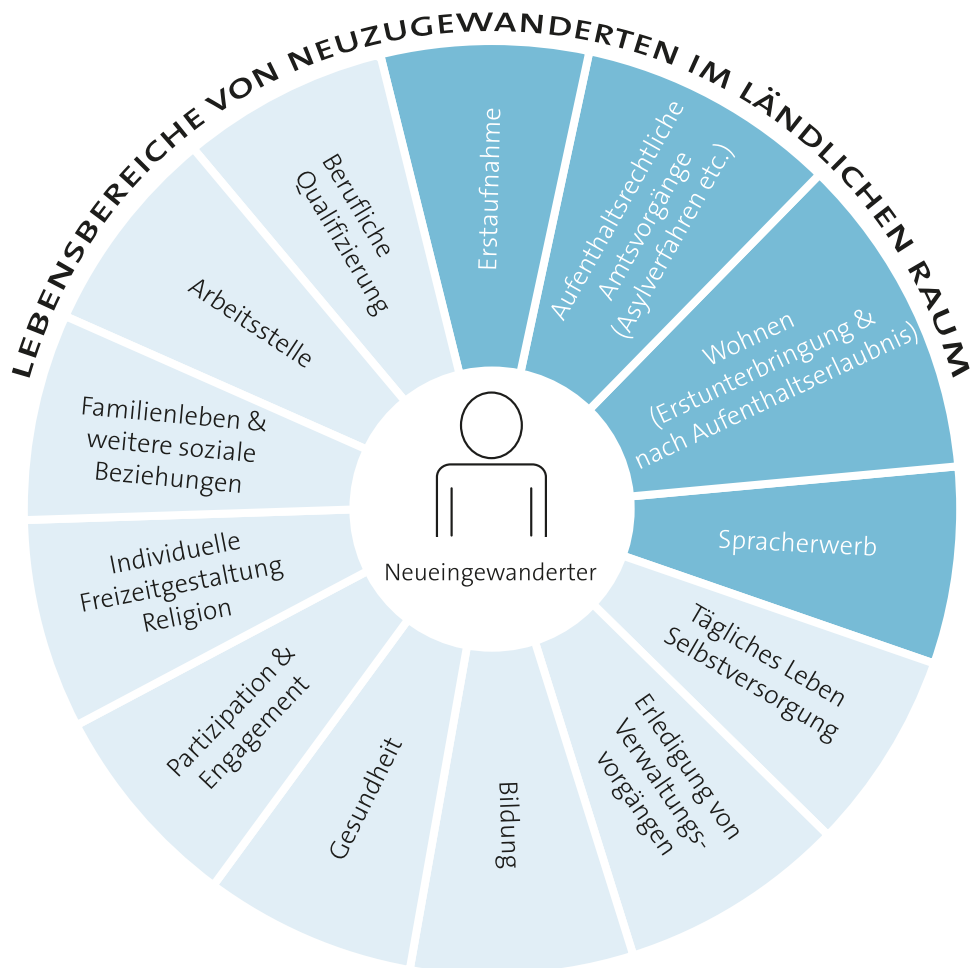 LEBENSBEREICHE VON NEUZUGEWANDERTEN IM LÄNDLICHEN RAUM
Erstaufnahme
Aufenthaltsrechtliche
Amtsvorgänge
(Asylverfahren etc.)
Wohnen
(Erstunterbringung &
nach Aufenthaltserlaubnis)
Spracherwerb
Tägliches Leben
Selbstversorgung
Erledigung von
Verwaltungs-
vorgängen
Bildung
Gesundheit
Partizipation &
Engagement
Individuelle
Freizeitgestaltung
Religion
Familienleben &
weitere soziale
Beziehungen
Arbeitsstelle
Berufliche
Qualifizierung
Neueingewanderter